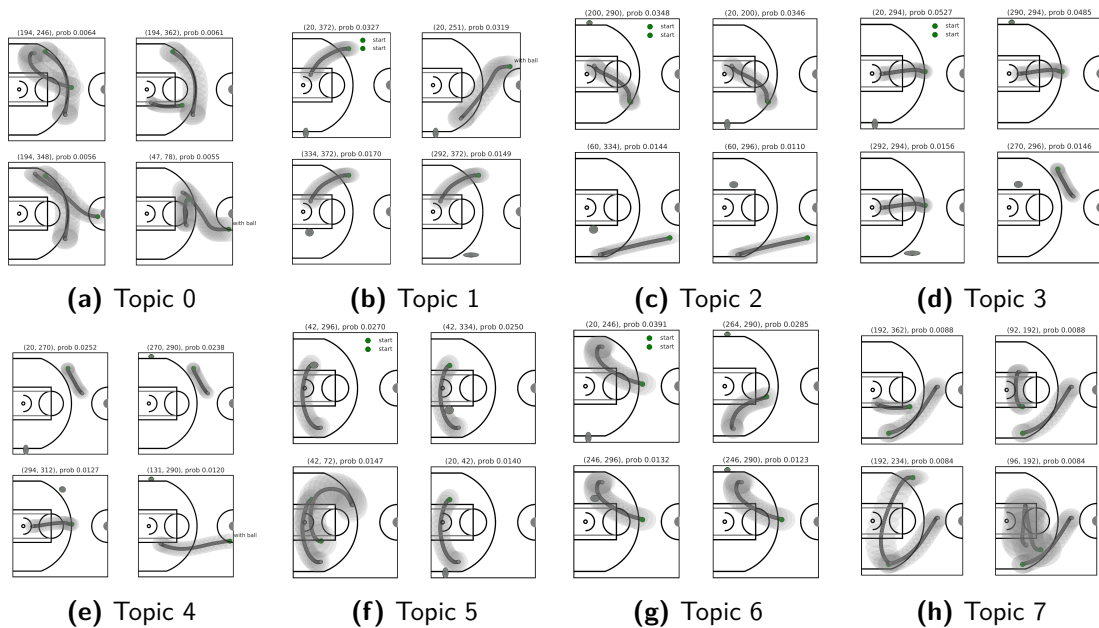 (194, 246), prob 0.0064
(194, 362), prob 0.0061
with ball
(194, 348), prob 0.0056
(47, 78), prob 0.0055
(a) Topic 0
(20, 372), prob 0.0327
start
start
(20, 251), prob 0.0319
with ball
(334, 372), prob 0.0170
(292, 372), prob 0.0149
(b) Topic 1
(200, 290), prob 0.0348
start
start
(20, 200), prob 0.0346
(60, 334), prob 0.0144
(60, 296), prob 0.0110
(c) Topic 2
(20, 294), prob 0.0527
start
start
(290, 294), prob 0.0485
(292, 294), prob 0.0156
(270, 296), prob 0.0146
(d) Topic 3
(20, 270), prob 0.0252
(270, 290), prob 0.0238
(294, 312), prob 0.0127
(131, 290), prob 0.0120
with ball
(e) Topic 4
(42, 296), prob 0.0270
start
start
(42, 334), prob 0.0250
(42, 72), prob 0.0147
(20, 42), prob 0.0140
(f) Topic 5
(20, 246), prob 0.0391
start
start
(264, 290), prob 0.0285
(246, 296), prob 0.0132
(246, 290), prob 0.0123
(g) Topic 6
(192, 362), prob 0.0088
(92, 192), prob 0.0088
(192, 234), prob 0.0084
(96, 192), prob 0.0084
(h) Topic 7